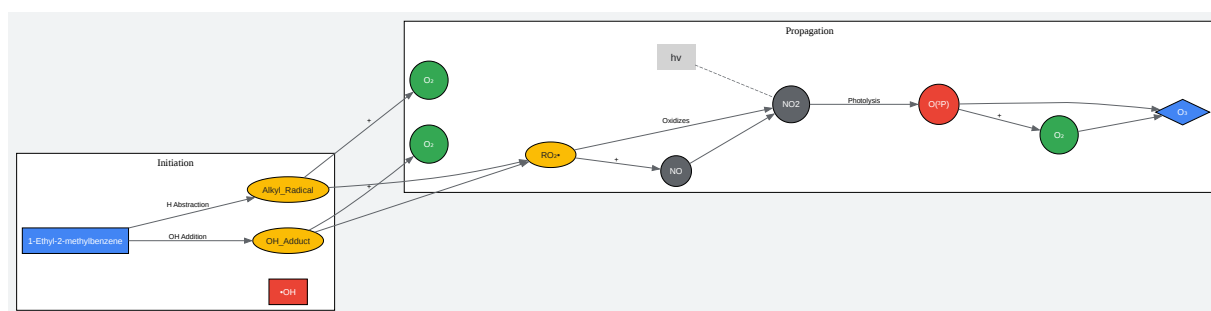 Propagation
hv
O₂
NO2
Photolysis
O(³P)
O₃
+
Oxidizes
+
O₂
O₂
RO₂•
+
NO
Initiation
Alkyl_Radical
+
H Abstraction
1-Ethyl-2-methylbenzene
OH Addition
OH_Adduct
•OH